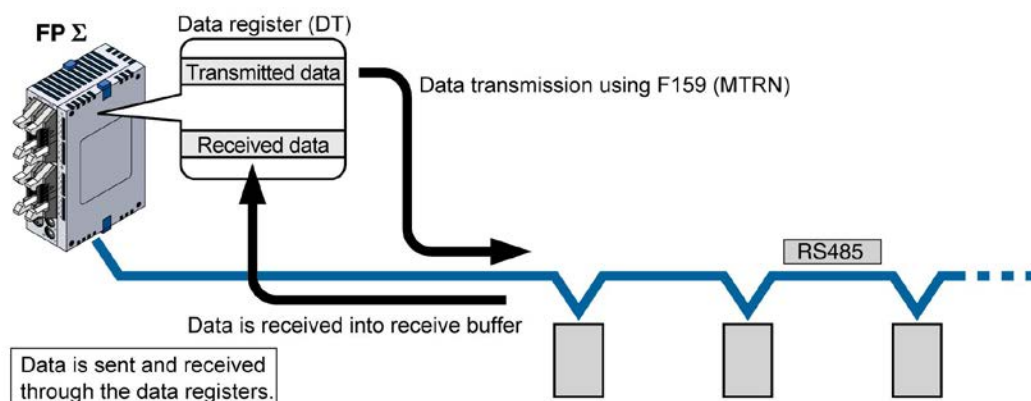 FP Σ
Data register (DT)
Transmitted data
Received data
Data transmission using F159 (MTRN)
RS485
Data is received into receive buffer
Data is sent and received
through the data registers.